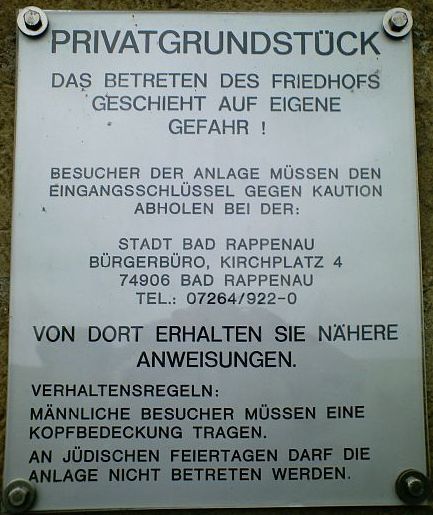 PRIVATGRUNDSTÜCK
DAS BETRETEN DES FRIEDHOFS
GESCHIEHT AUF EIGENE
GEFAHR !
BESUCHER DER ANLAGE MÜSSEN DEN
EINGANGSSCHLÜSSEL GEGEN KAUTION
ABHOLEN BEI DER:
STADT BAD RAPPENAU
BÜRGERBÜRO, KIRCHPLATZ 4
74906 BAD RAPPENAU
TEL.: 07264/922-0
VON DORT ERHALTEN SIE NÄHERE
ANWEISUNGEN.
VERHALTENSREGELN:
MÄNNLICHE BESUCHER MÜSSEN EINE
KOPFBEDECKUNG TRAGEN.
AN JÜDISCHEN FEIERTAGEN DARF DIE
ANLAGE NICHT BETRETEN WERDEN.